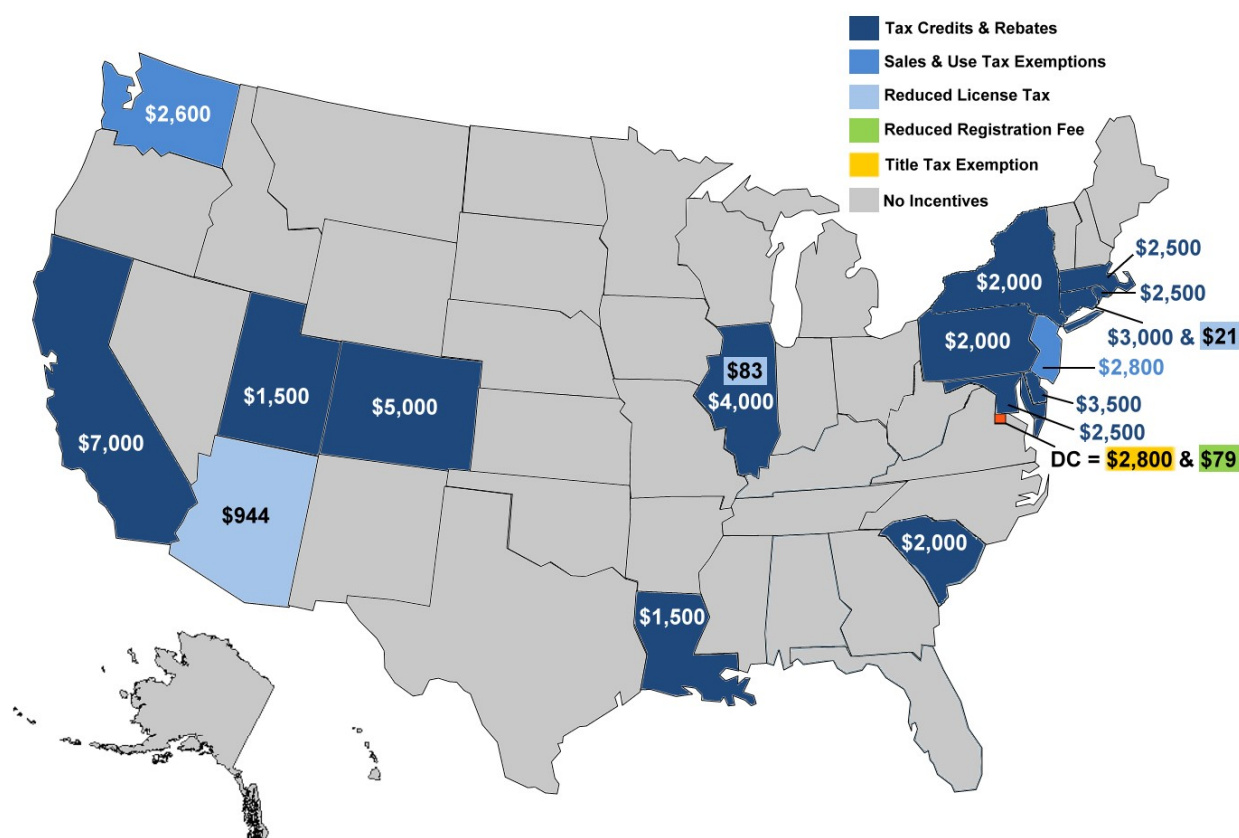 Tax Credits & Rebates
Sales & Use Tax Exemptions
Reduced License Tax
Reduced Registration Fee
Title Tax Exemption
No Incentives
$2,600
$7,000
$1,500
$5,000
$944
$83
$4,000
$1,500
$2,000
$2,000
$2,000
$2,500
$2,500
$3,000 & $21
$2,800
$3,500
$2,500
DC = $2,800 & $79